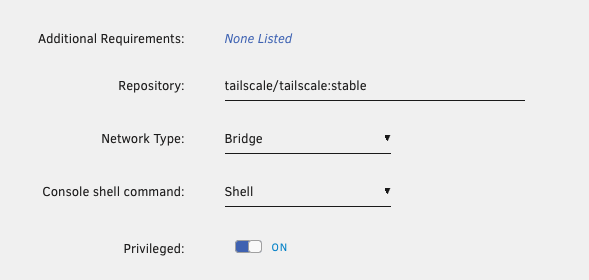 Additional Requirements: None Listed
Repository: tailscale/tailscale:stable
Network Type: Bridge
Console shell command: Shell
Privileged: ON